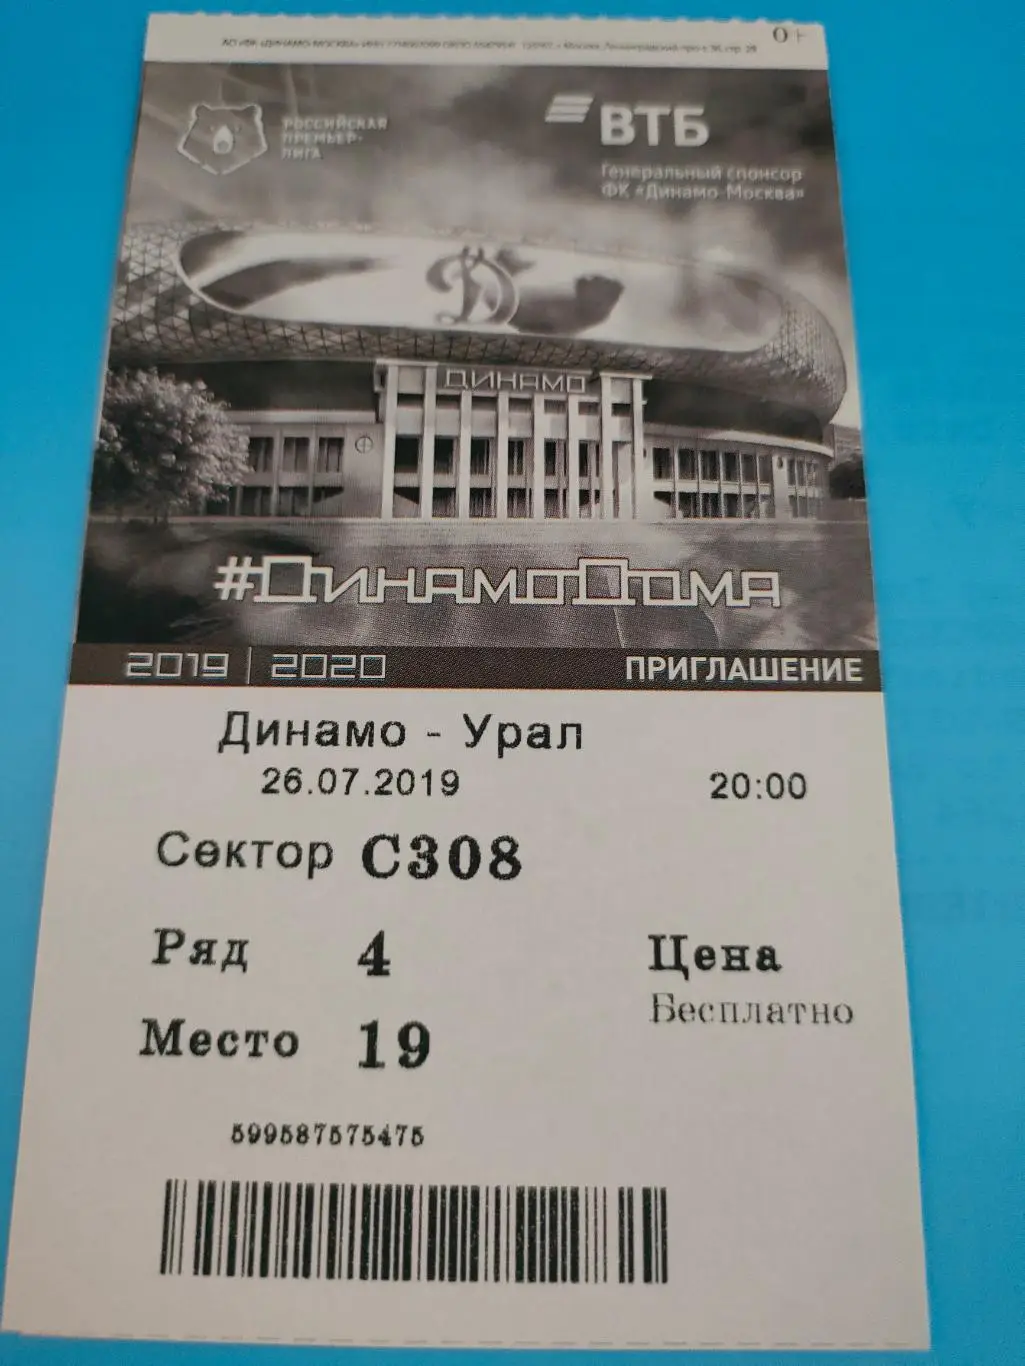 0+
РОССИЙСКАЯ
ПРЕМЬЕР-
ЛИГА
ВТБ
Генеральный спонсор
ФК «Динамо-Москва»
ДИНАМО
#ДИНАМОДОМА
2019 | 2020
ПРИГЛАШЕНИЕ
Динамо - Урал
26.07.2019 20:00
Сектор С308
Ряд 4
Цена
Бесплатно
Место 19
599587575475